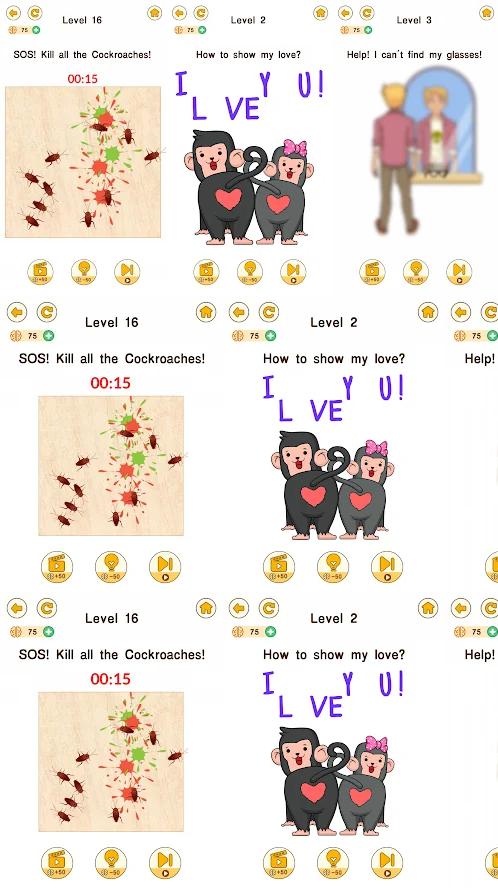 Level 16
75
SOS! Kill all the Cockroaches!
00:15
+50
-50
Level 2
75
How to show my love?
I L VE Y U!
+50
-50
Level 3
75
Help! I can't find my glasses!
+50
-50
Level 16
75
SOS! Kill all the Cockroaches!
00:15
+50
-50
Level 2
75
How to show my love?
I L VE Y U!
+50
-50
75
Help!
Level 16
75
SOS! Kill all the Cockroaches!
00:15
+50
-50
Level 2
75
How to show my love?
I L VE Y U!
+50
-50
75
Help!